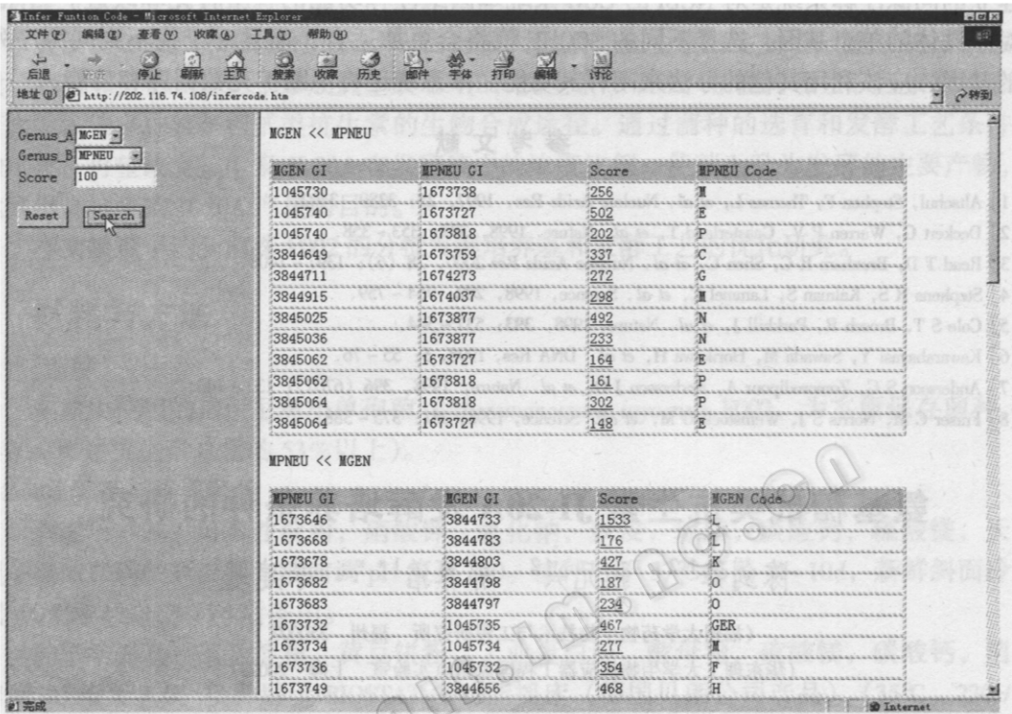 Infer Funtion Code - Microsoft Internet Explorer
文件(F) 编辑(E) 查看(V) 收藏(A) 工具(T) 帮助(H)
后退 停止 刷新 主页 搜索 收藏 历史 邮件 字体 打印 编辑 讨论
地址(D) http://202.116.74.108/infercode.htm 转到
Genus_A MGEN
Genus_B MPNEU
Score 100
Reset Search
MGEN << MPNEU
MGEN GI MPNEU GI Score MPNEU Code
1045730 1673738 256 M
1045740 1673727 502 E
1045740 1673818 202 P
3844649 1673759 337 C
3844711 1674273 272 G
3844915 1674037 298 M
3845025 1673877 492 N
3845036 1673877 233 N
3845062 1673727 164 E
3845062 1673818 161 P
3845064 1673818 302 P
3845064 1673727 148 E
MPNEU << MGEN
MPNEU GI MGEN GI Score MGEN Code
1673646 3844733 1533 L
1673668 3844783 176 L
1673678 3844803 427 K
1673682 3844798 187 O
1673683 3844797 234 O
1673732 1045735 467 GER
1673734 1045734 277 M
1673736 1045732 354 F
1673749 3844656 468 H
完成 Internet